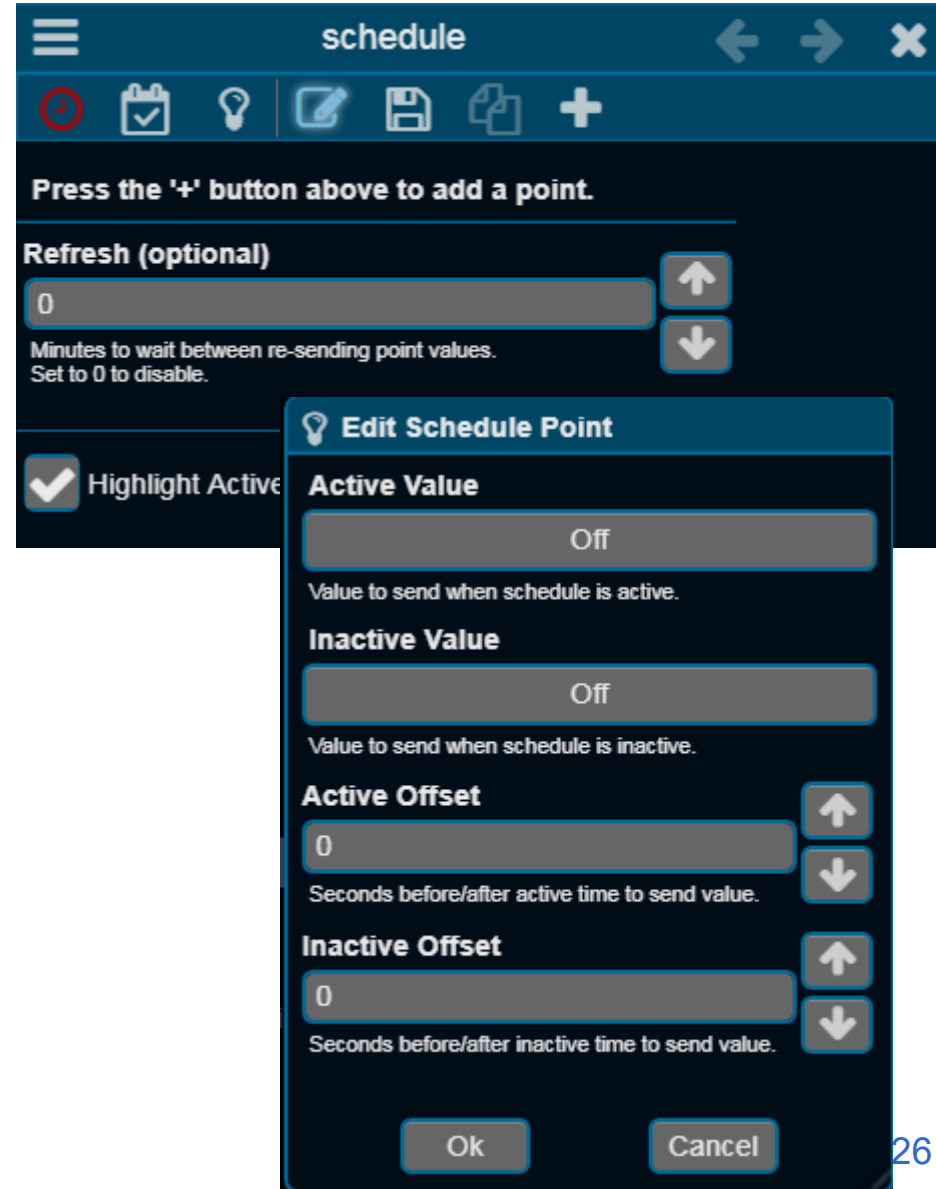 schedule
Press the '+' button above to add a point.
Refresh (optional)
0
Minutes to wait between re-sending point values.
Set to 0 to disable.
Highlight Active
Edit Schedule Point
Active Value
Off
Value to send when schedule is active.
Inactive Value
Off
Value to send when schedule is inactive.
Active Offset
0
Seconds before/after active time to send value.
Inactive Offset
0
Seconds before/after inactive time to send value.
Ok Cancel
26